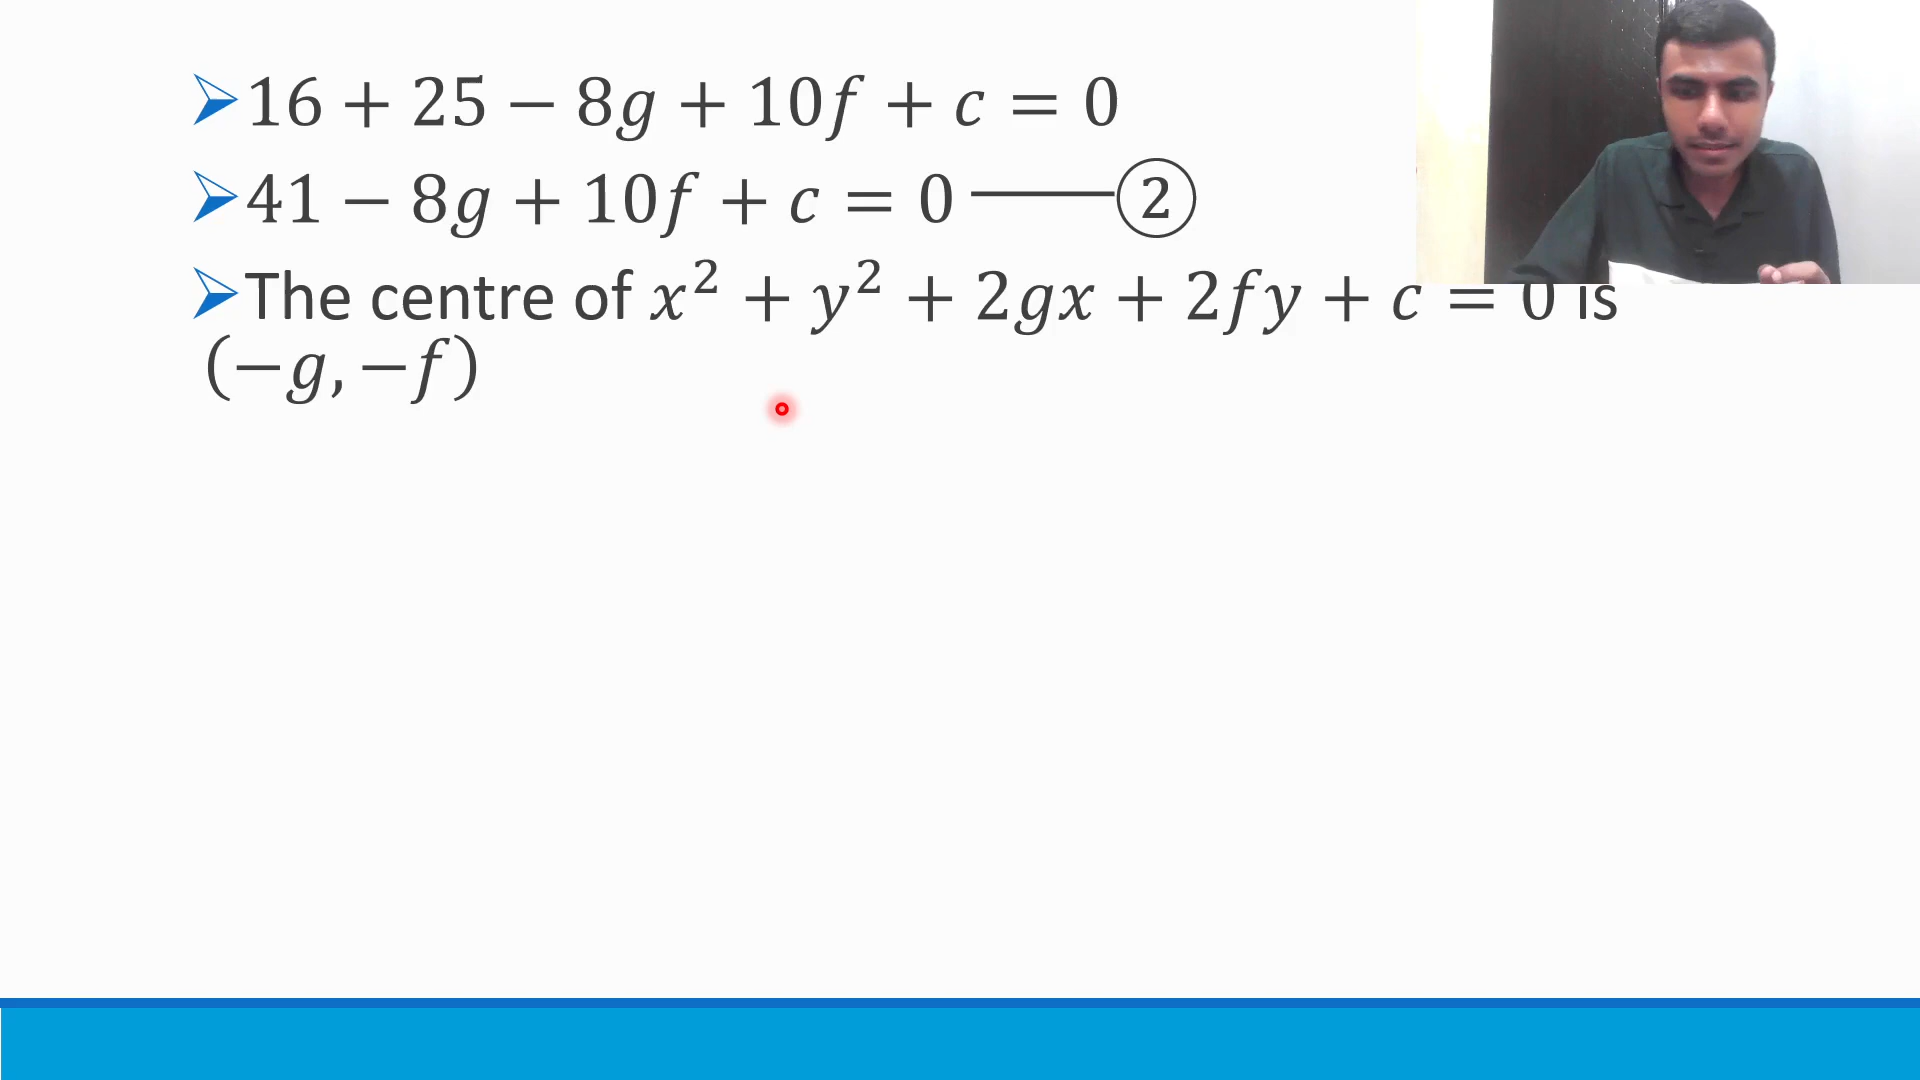 ➢16 + 25 − 8g + 10f + c = 0
➢41 − 8g + 10f + c = 0 ——②
➢The centre of x² + y² + 2gx + 2fy + c = 0 is
(−g, −f)